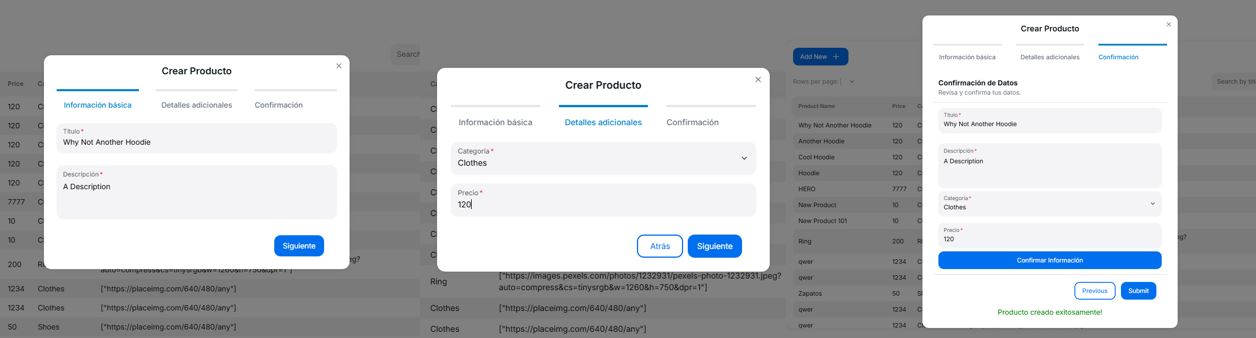 Search
Price
Ca
120
120
120
120
120
7777
10
10
200
Ri
auto=compress&cs=tinysrgb&w=1260&h=750&dpr=1"]
1234 Clothes ["https://placeimg.com/640/480/any"]
1234 Clothes ["https://placeimg.com/640/480/any"]
50 Shoes ["https://placeimg.com/640/480/any"]
Crear Producto
Información básica Detalles adicionales Confirmación
Título *
Why Not Another Hoodie
Descripción *
A Description
Siguiente
Crear Producto
Información básica Detalles adicionales Confirmación
Categoría *
Clothes
Precio *
120
Atrás Siguiente
Ring ["https://images.pexels.com/photos/1232931/pexels-photo-1232931.jpeg?
auto=compress&cs=tinysrgb&w=1260&h=750&dpr=1"]
Clothes ["https://placeimg.com/640/480/any"]
Clothes ["https://placeimg.com/640/480/any"]
Add New +
Rows per page:
Search by ti
Product Name Price C
Why Not Another Hoodie 120 C
Another Hoodie 120 C
Cool Hoodie 120 C
Hoodie 120 C
HERO 7777 C
New Product 10 C
New Product 101 10 C
Ring 200 Ri
qwer 1234 C
qwer 1234 C
Zapatos 50 S
qwer 1234 C
qwer 1234 C
Crear Producto
Información básica Detalles adicionales Confirmación
Confirmación de Datos
Revisa y confirma tus datos.
Título *
Why Not Another Hoodie
Descripción *
A Description
Categoría *
Clothes
Precio *
120
Confirmar Información
Previous Submit
Producto creado exitosamente!